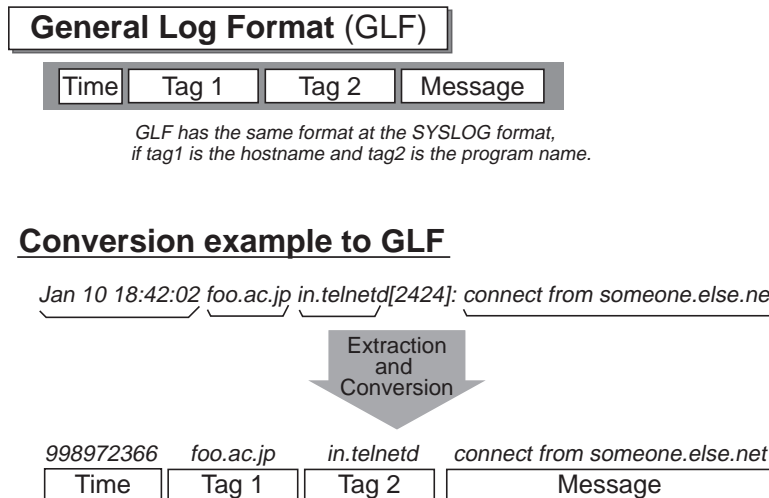 General Log Format (GLF)
Time Tag 1 Tag 2 Message
GLF has the same format at the SYSLOG format,
if tag1 is the hostname and tag2 is the program name.
Conversion example to GLF
Jan 10 18:42:02 foo.ac.jp in.telnetd[2424]: connect from someone.else.ne
Extraction
and
Conversion
998972366 foo.ac.jp in.telnetd connect from someone.else.net
Time Tag 1 Tag 2 Message